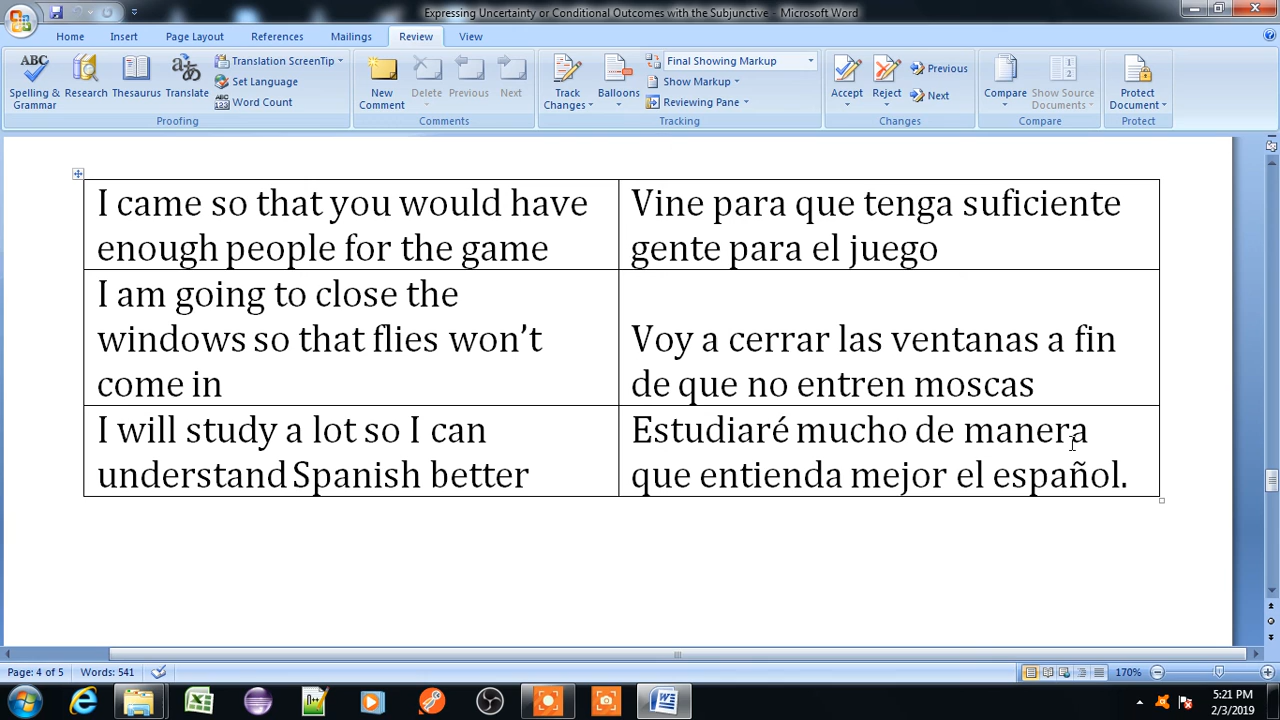 Expressing Uncertainty or Conditional Outcomes with the Subjunctive - Microsoft Word
Home Insert Page Layout References Mailings Review View
ABC
Spelling & Grammar
Research
Thesaurus
Translate
Translation ScreenTip
Set Language
ABC 123 Word Count
Proofing
New Comment
Delete
Previous
Next
Comments
Track Changes
Balloons
Final Showing Markup
Show Markup
Reviewing Pane
Tracking
Accept
Reject
Previous
Next
Changes
Compare
Show Source Documents
Compare
Protect Document
Protect
I came so that you would have
enough people for the game
Vine para que tenga suficiente
gente para el juego
I am going to close the
windows so that flies won’t
come in
Voy a cerrar las ventanas a fin
de que no entren moscas
I will study a lot so I can
understand Spanish better
Estudiaré mucho de manera
que entienda mejor el español.
Page: 4 of 5 Words: 541 170%
5:21 PM
2/3/2019